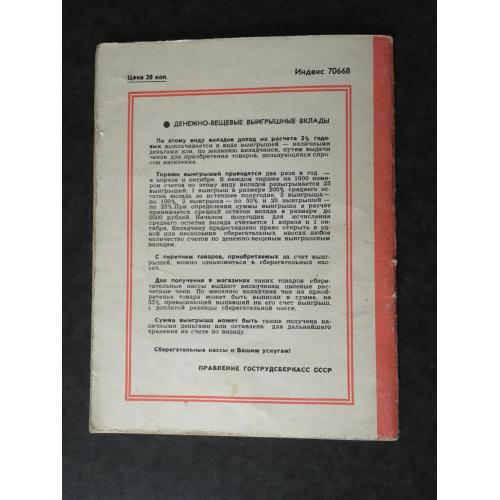 Цена 20 коп.
Индекс 70668
● ДЕНЕЖНО-ВЕЩЕВЫЕ ВЫИГРЫШНЫЕ ВКЛАДЫ
По этому виду вкладов доход из расчета 2% годо-
вых выплачивается в виде выигрышей — наличными
деньгами или, по желанию вкладчиков, путем выдачи
чеков для приобретения товаров, пользующихся спро-
сом населения.
Тиражи выигрышей проводятся два раза в год —
в апреле и октябре. В каждом тираже на 1000 номе-
ров счетов по этому виду вкладов разыгрывается 25
выигрышей: 1 выигрыш в размере 200% среднего ос-
татка вклада за истекшее полугодие, 2 выигрыша —
по 100%, 2 выигрыша — по 50% и 20 выигрышей —
по 25%. При определении суммы выигрыша в расчет
принимается средний остаток вклада в размере до
5000 рублей. Началом полугодия для исчисления
среднего остатка вклада считается 1 апреля и 1 ок-
тября. Вкладчику предоставлено право открыть в од-
ной или нескольких сберегательных кассах любое
количество счетов по денежно-вещевым выигрышным
вкладам.
С перечнем товаров, приобретаемых за счет выиг-
рышей, можно ознакомиться в сберегательных кас-
сах.
Для получения в магазинах таких товаров сбере-
гательные кассы выдают вкладчикам целевые рас-
четные чеки. По желанию вкладчика чек на приоб-
ретение товара может быть выписан и сумме, на
25% превышающей выпавший на его счет выигрыш,
с доплатой разницы сберегательной кассе.
Сумма выигрыша может быть также получена на-
личными деньгами или оставлена для дальнейшего
хранения на счете по вкладу.
Сберегательные кассы к Вашим услугам!
ПРАВЛЕНИЕ ГОСТРУДСБЕРКАСС СССР